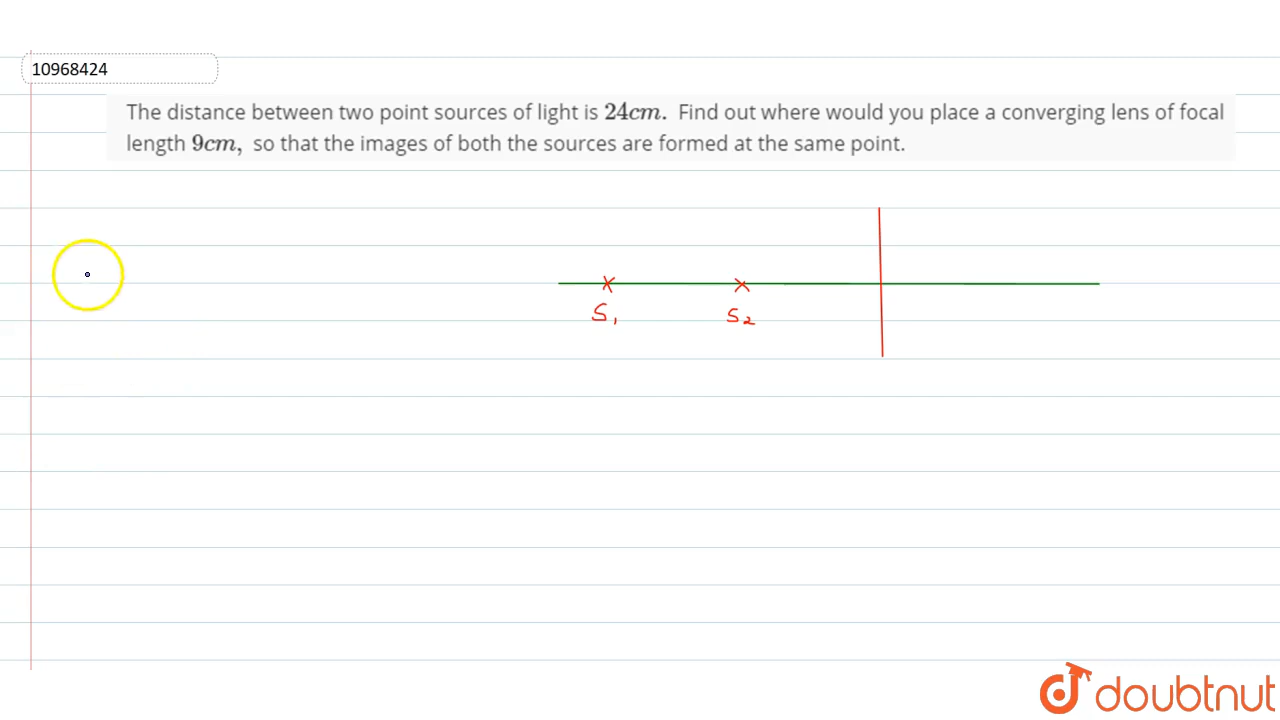 10968424
The distance between two point sources of light is 24cm. Find out where would you place a converging lens of focal
length 9cm, so that the images of both the sources are formed at the same point.
S₁ S₂
doubtnut